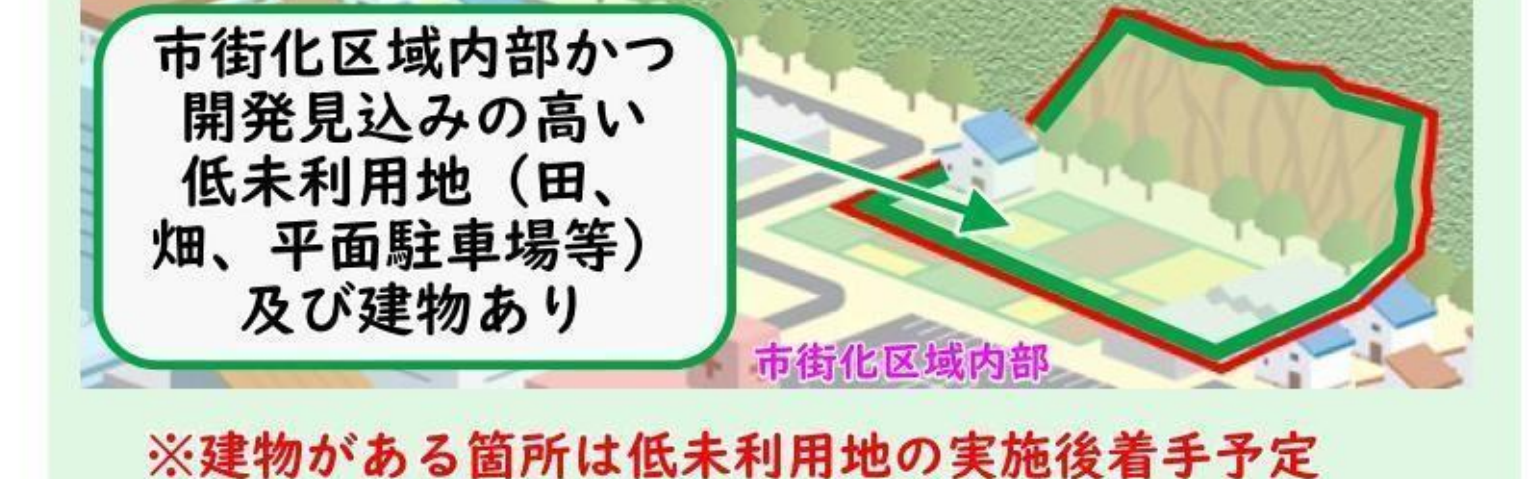 市街化区域内部かつ
開発見込みの高い
低未利用地（田、
畑、平面駐車場等）
及び建物あり
市街化区域内部
※建物がある箇所は低未利用地の実施後着手予定